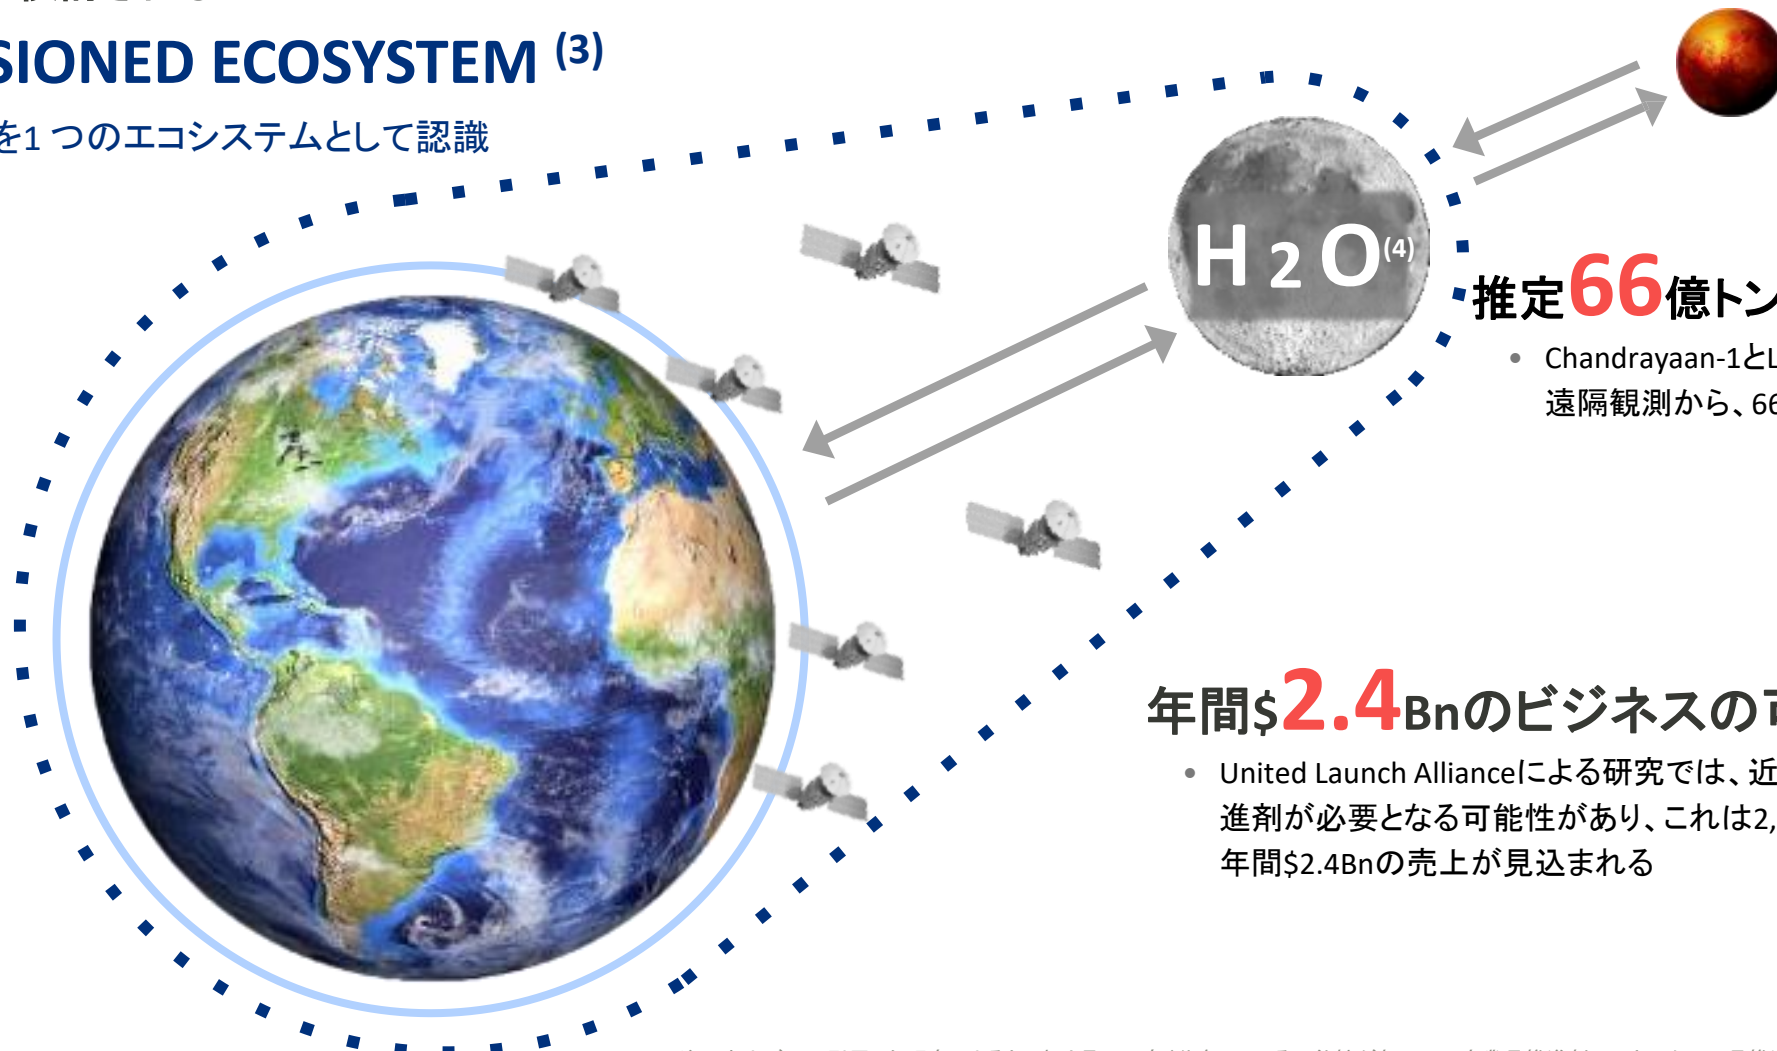 SIONED ECOSYSTEM (3)
を1 つのエコシステムとして認識
H 2 O(4)
推定66億トン
Chandrayaan-1とL
遠隔観測から、66
年間$2.4Bnのビジネスの可
United Launch Allianceによる研究では、近
進剤が必要となる可能性があり、これは2,
年間$2.4Bnの売上が見込まれる